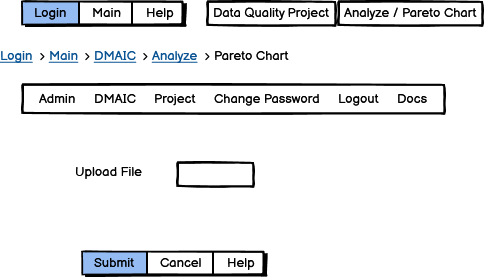 Login Main Help Data Quality Project Analyze / Pareto Chart
Login > Main > DMAIC > Analyze > Pareto Chart
Admin DMAIC Project Change Password Logout Docs
Upload File
Submit Cancel Help